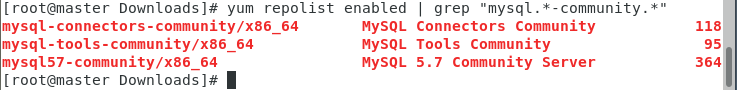 [root@master Downloads]# yum repolist enabled | grep "mysql.*-community.*"
mysql-connectors-community/x86_64 MySQL Connectors Community 118
mysql-tools-community/x86_64 MySQL Tools Community 95
mysql57-community/x86_64 MySQL 5.7 Community Server 364
[root@master Downloads]#